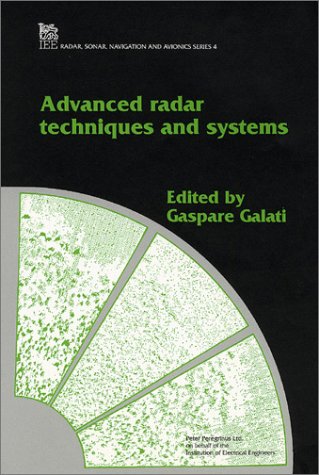 IEE RADAR, SONAR, NAVIGATION AND AVIONICS SERIES 4
Advanced radar
techniques and systems
Edited by
Gaspare Galati
Peter Peregrinus Ltd.
on behalf of the
Institution of Electrical Engineers